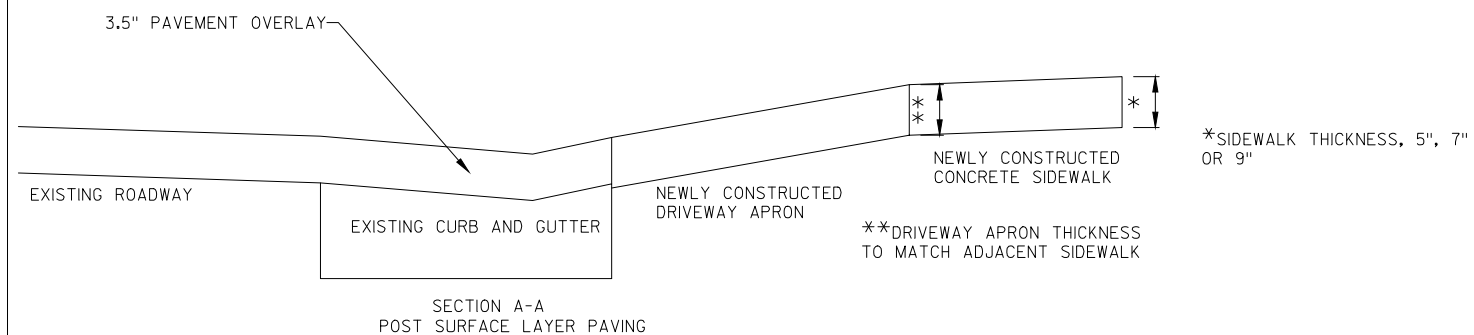 3.5" PAVEMENT OVERLAY
**
*
*SIDEWALK THICKNESS, 5", 7"
OR 9"
NEWLY CONSTRUCTED
CONCRETE SIDEWALK
EXISTING ROADWAY
NEWLY CONSTRUCTED
DRIVEWAY APRON
EXISTING CURB AND GUTTER
**DRIVEWAY APRON THICKNESS
TO MATCH ADJACENT SIDEWALK
SECTION A-A
POST SURFACE LAYER PAVING